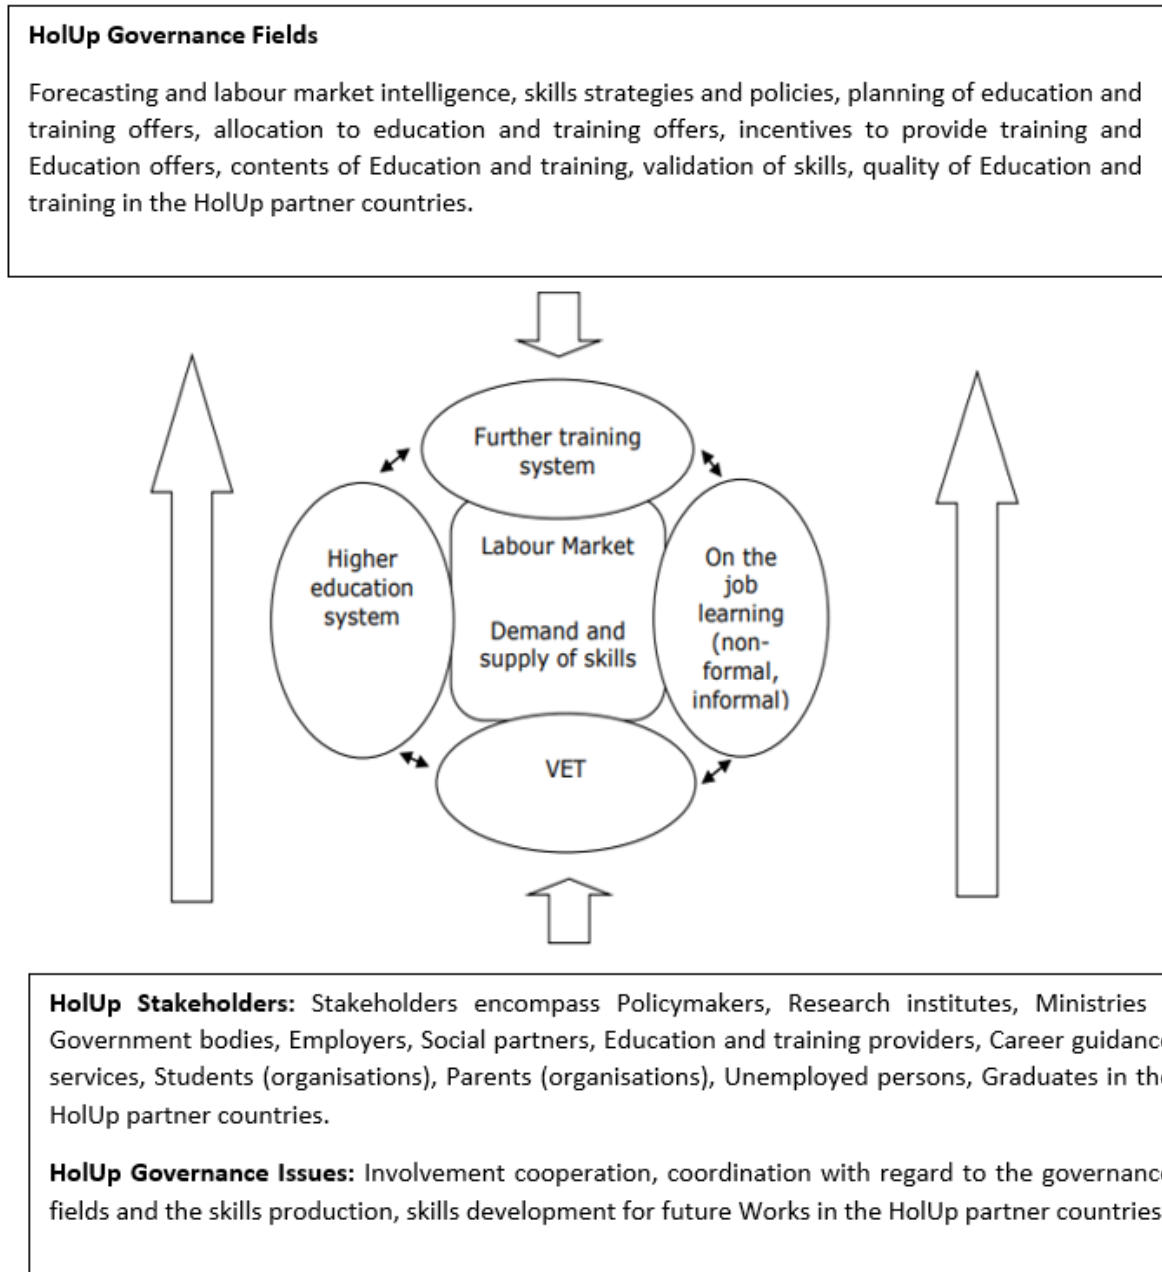 HolUp Governance Fields
Forecasting and labour market intelligence, skills strategies and policies, planning of education and
training offers, allocation to education and training offers, incentives to provide training and
Education offers, contents of Education and training, validation of skills, quality of Education and
training in the HolUp partner countries.
Further training
system
Higher
education
system
Labour Market
Demand and
supply of skills
On the
job
learning
(non-
formal,
informal)
VET
HolUp Stakeholders: Stakeholders encompass Policymakers, Research institutes, Ministries
Government bodies, Employers, Social partners, Education and training providers, Career guidance
services, Students (organisations), Parents (organisations), Unemployed persons, Graduates in the
HolUp partner countries.
HolUp Governance Issues: Involvement cooperation, coordination with regard to the governance
fields and the skills production, skills development for future Works in the HolUp partner countries